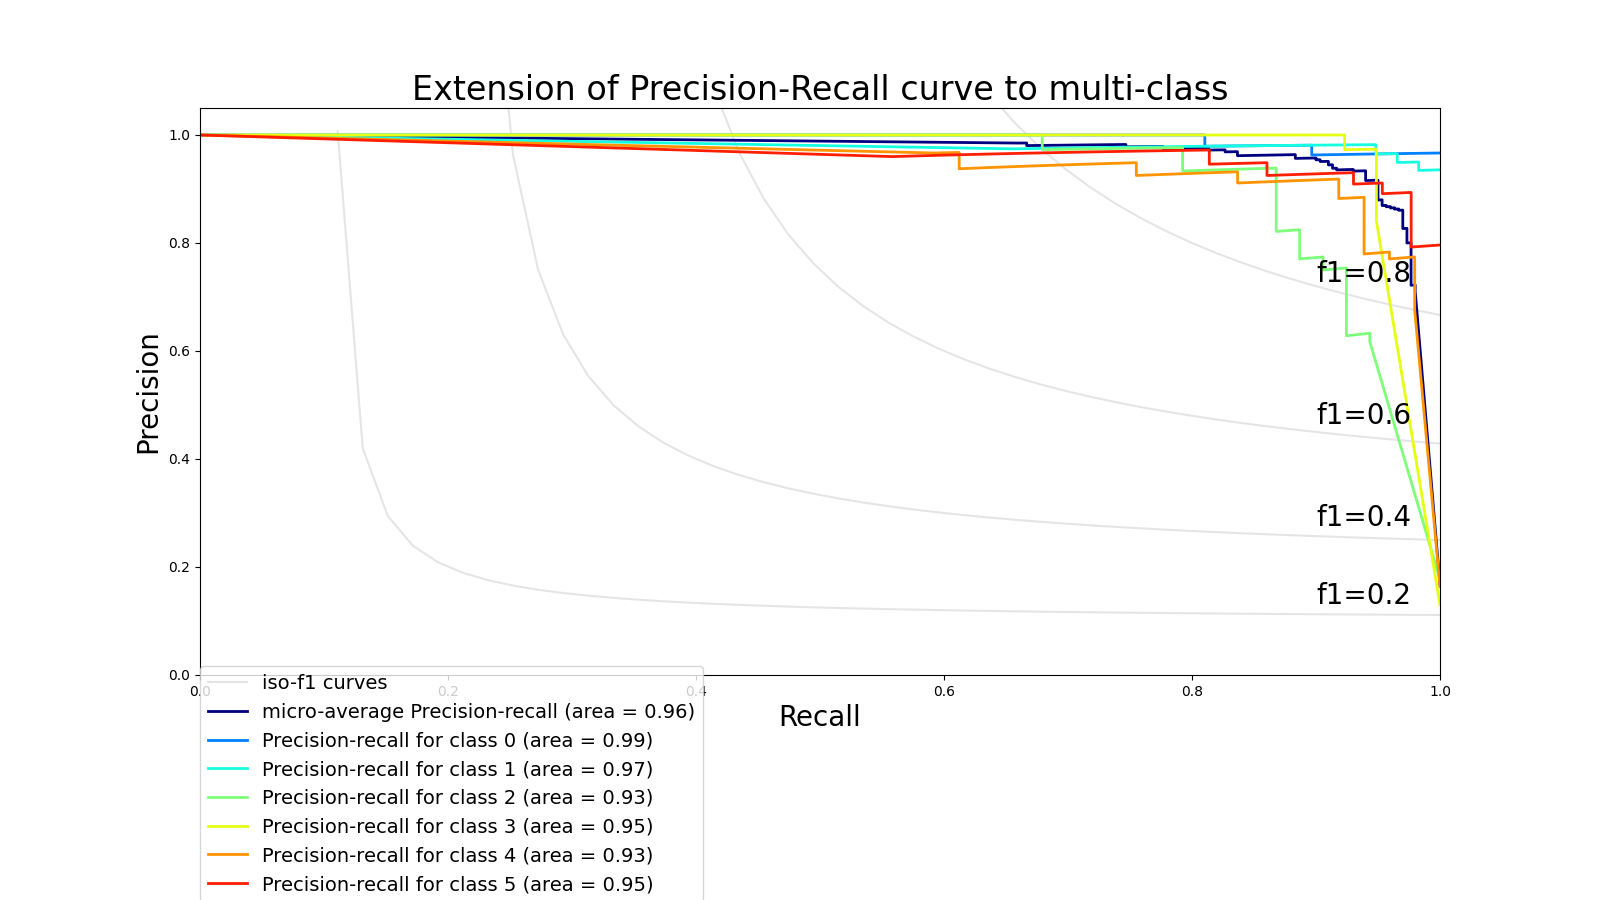 Extension of Precision-Recall curve to multi-class
1.0
0.8
0.6
0.4
0.2
0.0
Precision
f1=0.8
f1=0.6
f1=0.4
f1=0.2
0.0 0.2 0.4 0.6 0.8 1.0
Recall
iso-f1 curves
micro-average Precision-recall (area = 0.96)
Precision-recall for class 0 (area = 0.99)
Precision-recall for class 1 (area = 0.97)
Precision-recall for class 2 (area = 0.93)
Precision-recall for class 3 (area = 0.95)
Precision-recall for class 4 (area = 0.93)
Precision-recall for class 5 (area = 0.95)